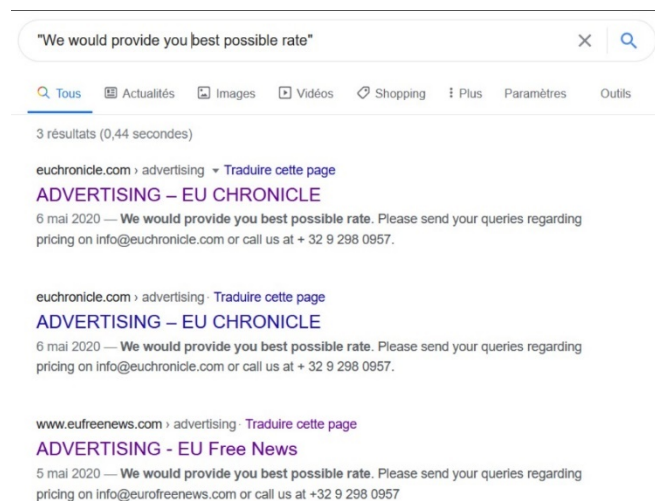 "We would provide you best possible rate"
Tous Actualités Images Vidéos Shopping Plus Paramètres Outils
3 résultats (0,44 secondes)
euchronicle.com › advertising ▾ Traduire cette page
ADVERTISING – EU CHRONICLE
6 mai 2020 — We would provide you best possible rate. Please send your queries regarding
pricing on info@euchronicle.com or call us at + 32 9 298 0957.
euchronicle.com › advertising · Traduire cette page
ADVERTISING – EU CHRONICLE
6 mai 2020 — We would provide you best possible rate. Please send your queries regarding
pricing on info@euchronicle.com or call us at + 32 9 298 0957.
www.eufreenews.com › advertising · Traduire cette page
ADVERTISING - EU Free News
5 mai 2020 — We would provide you best possible rate. Please send your queries regarding
pricing on info@eurofreenews.com or call us at +32 9 298 0957